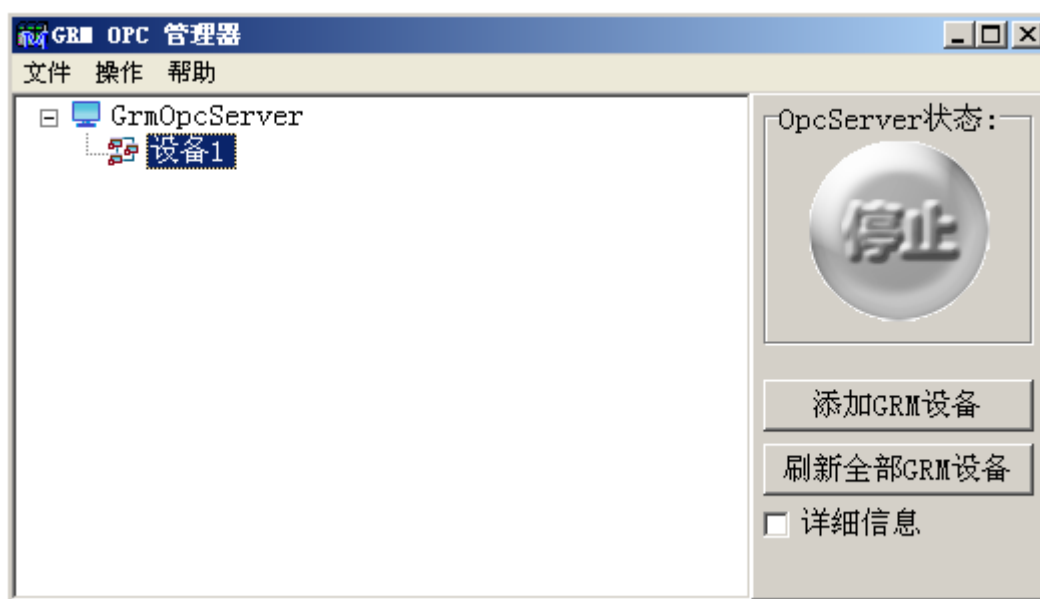 GRM OPC 管理器
文件 操作 帮助
GrmOpcServer
设备1
OpcServer状态:
停止
添加GRM设备
刷新全部GRM设备
详细信息